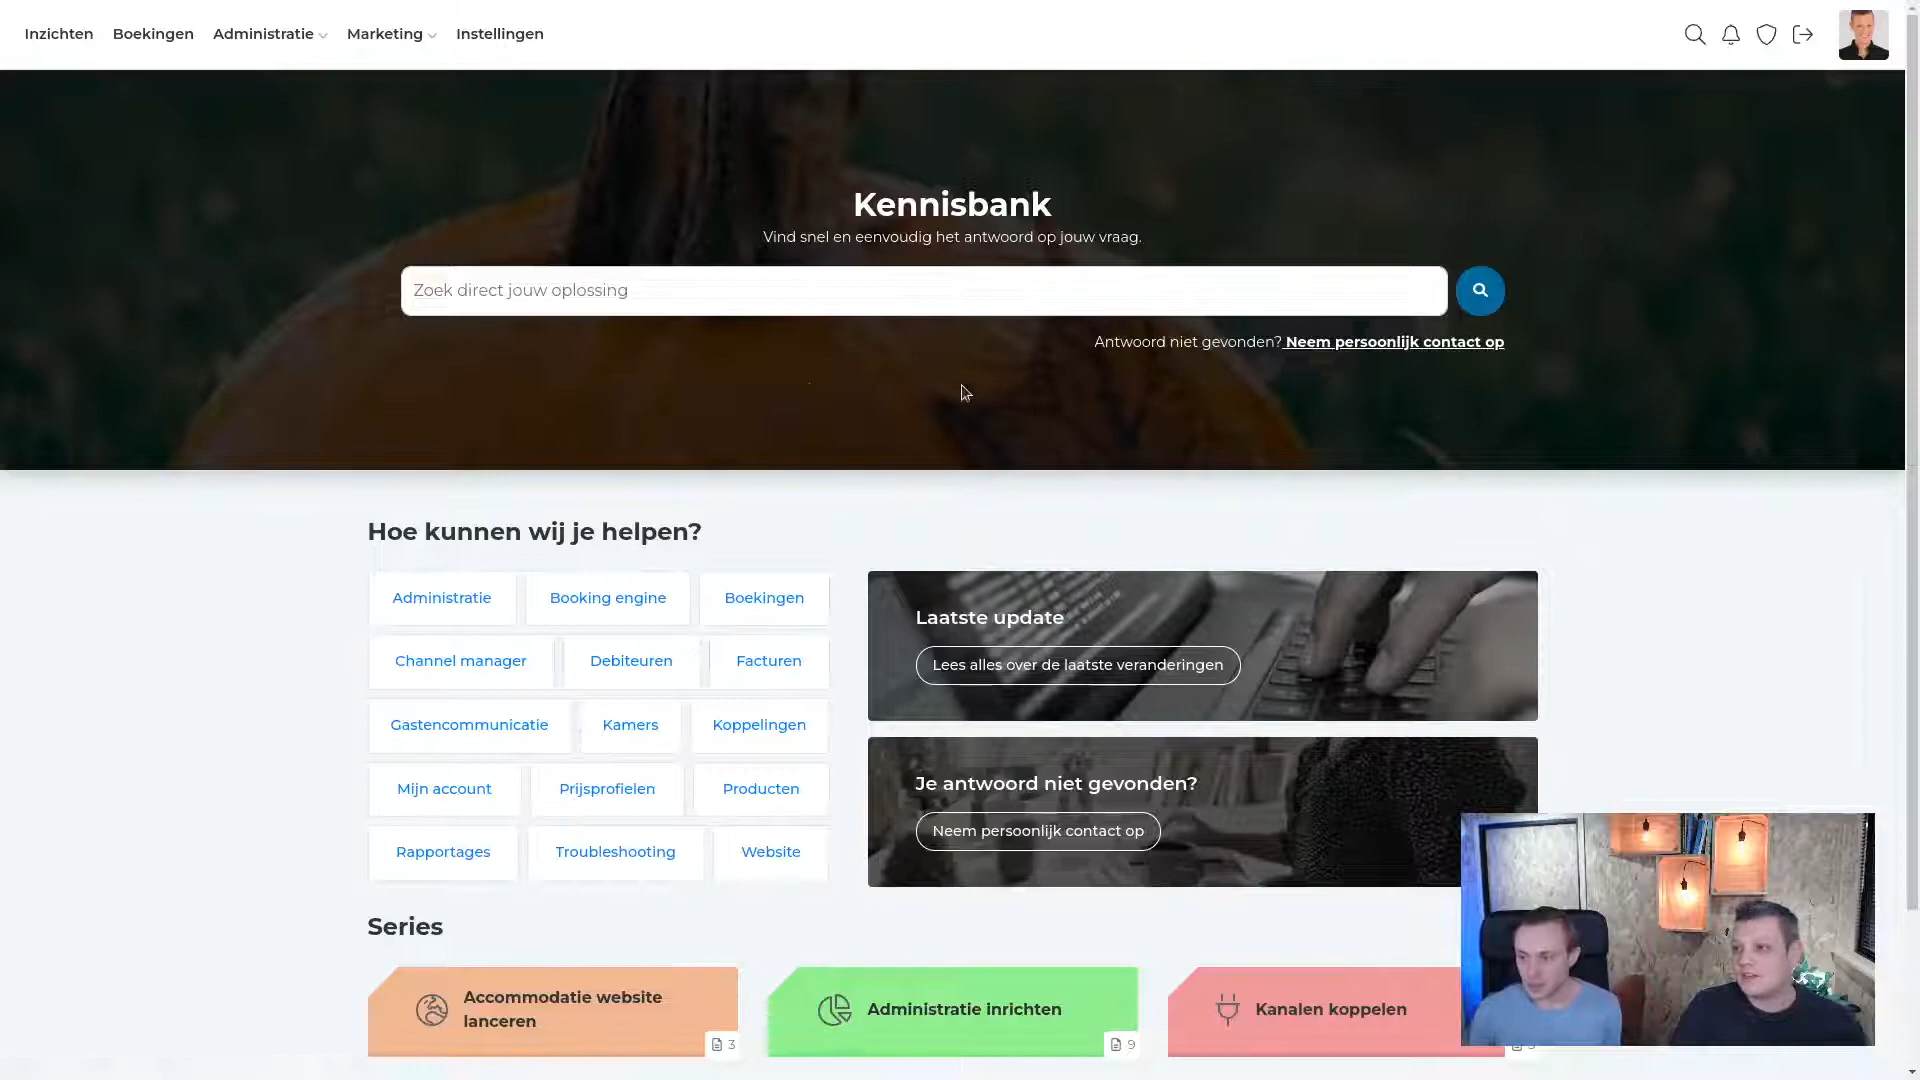 Inzichten
Boekingen
Administratie
Marketing
Instellingen
Kennisbank
Vind snel en eenvoudig het antwoord op jouw vraag.
Zoek direct jouw oplossing
Antwoord niet gevonden? Neem persoonlijk contact op
Hoe kunnen wij je helpen?
Administratie
Booking engine
Boekingen
Channel manager
Debiteuren
Facturen
Gastencommunicatie
Kamers
Koppelingen
Mijn account
Prijsprofielen
Producten
Rapportages
Troubleshooting
Website
Laatste update
Lees alles over de laatste veranderingen
Je antwoord niet gevonden?
Neem persoonlijk contact op
Series
Accommodatie website
lanceren
3
Administratie inrichten
9
Kanalen koppelen